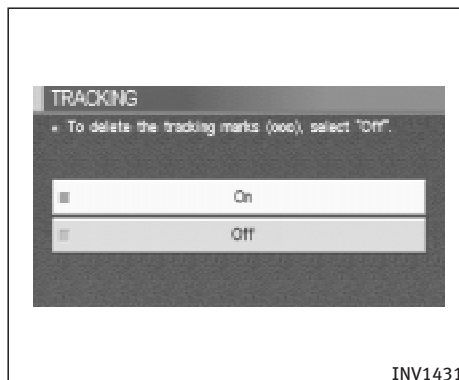 TRACKING
To delete the tracking marks (ooo), select "Off".
On
Off
INV1431